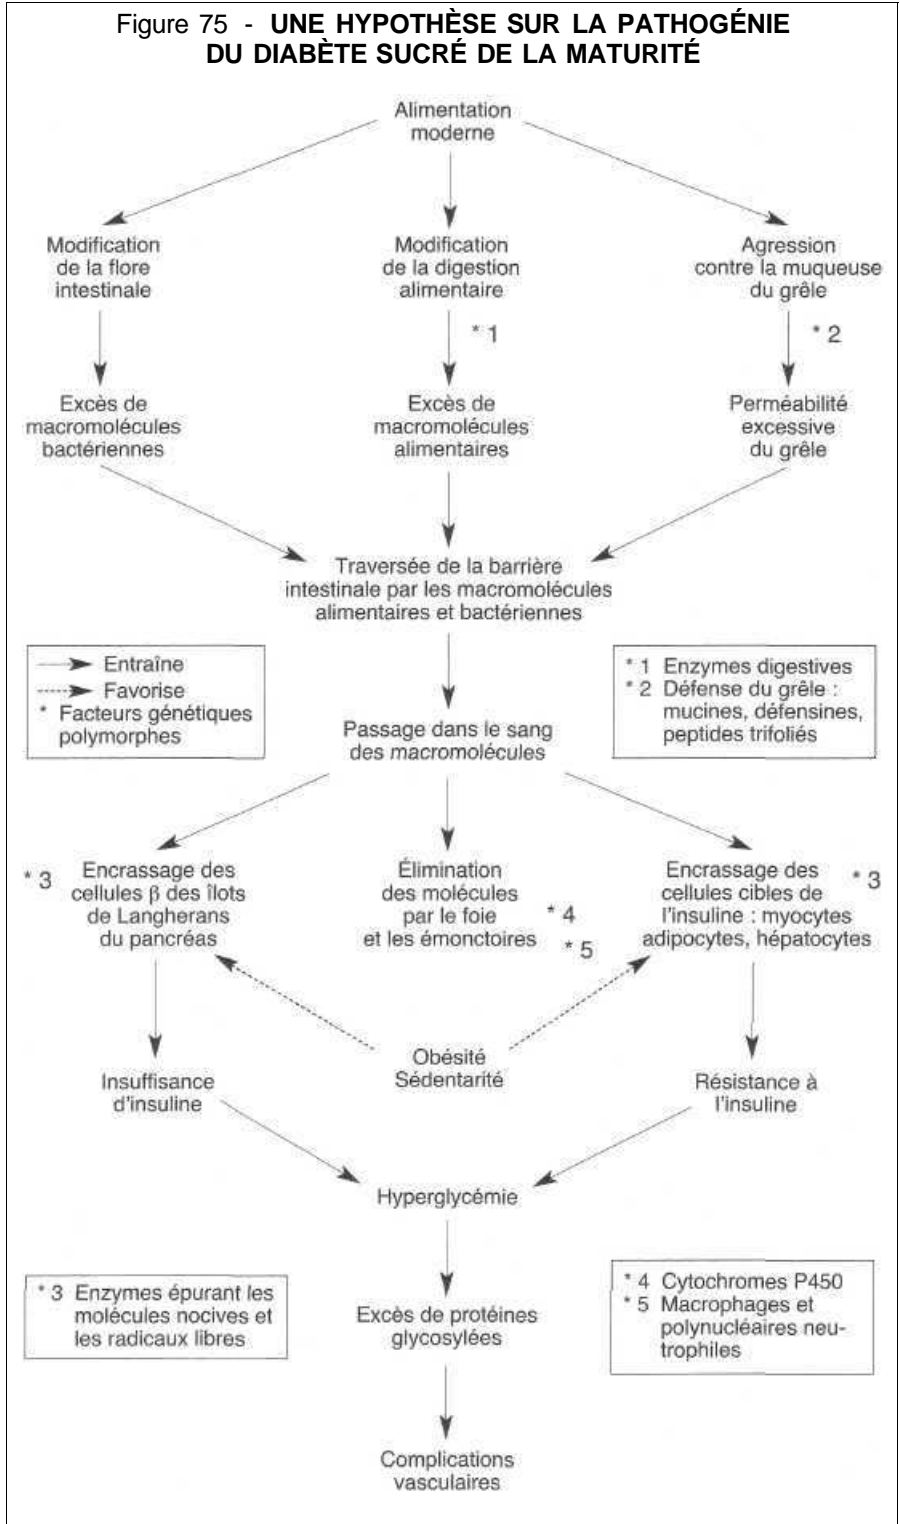 Figure 75 - UNE HYPOTHÈSE SUR LA PATHOGÉNIE
DU DIABÈTE SUCRÉ DE LA MATURITÉ
Alimentation
moderne
Modification
de la flore
intestinale
Modification
de la digestion
alimentaire
Agression
contre la muqueuse
du grêle
* 1
* 2
Excès de
macromolécules
bactériennes
Excès de
macromolécules
alimentaires
Perméabilité
excessive
du grêle
Traversée de la barrière
intestinale par les macromolécules
alimentaires et bactériennes
Entraîne
Favorise
* Facteurs génétiques
polymorphes
* 1 Enzymes digestives
* 2 Défense du grêle :
mucines, défensines,
peptides trifoliés
Passage dans le sang
des macromolécules
* 3
Encrassage des
cellules β des îlots
de Langherans
du pancréas
Élimination
des molécules
par le foie
et les émonctoires
* 4
* 5
Encrassage des
cellules cibles de
l'insuline : myocytes
adipocytes, hépatocytes
* 3
Obésité
Sédentarité
Insuffisance
d'insuline
Résistance à
l'insuline
Hyperglycémie
* 3 Enzymes épurant les
molécules nocives et
les radicaux libres
Excès de protéines
glycosylées
* 4 Cytochromes P450
* 5 Macrophages et
polynucléaires neu-
trophiles
Complications
vasculaires